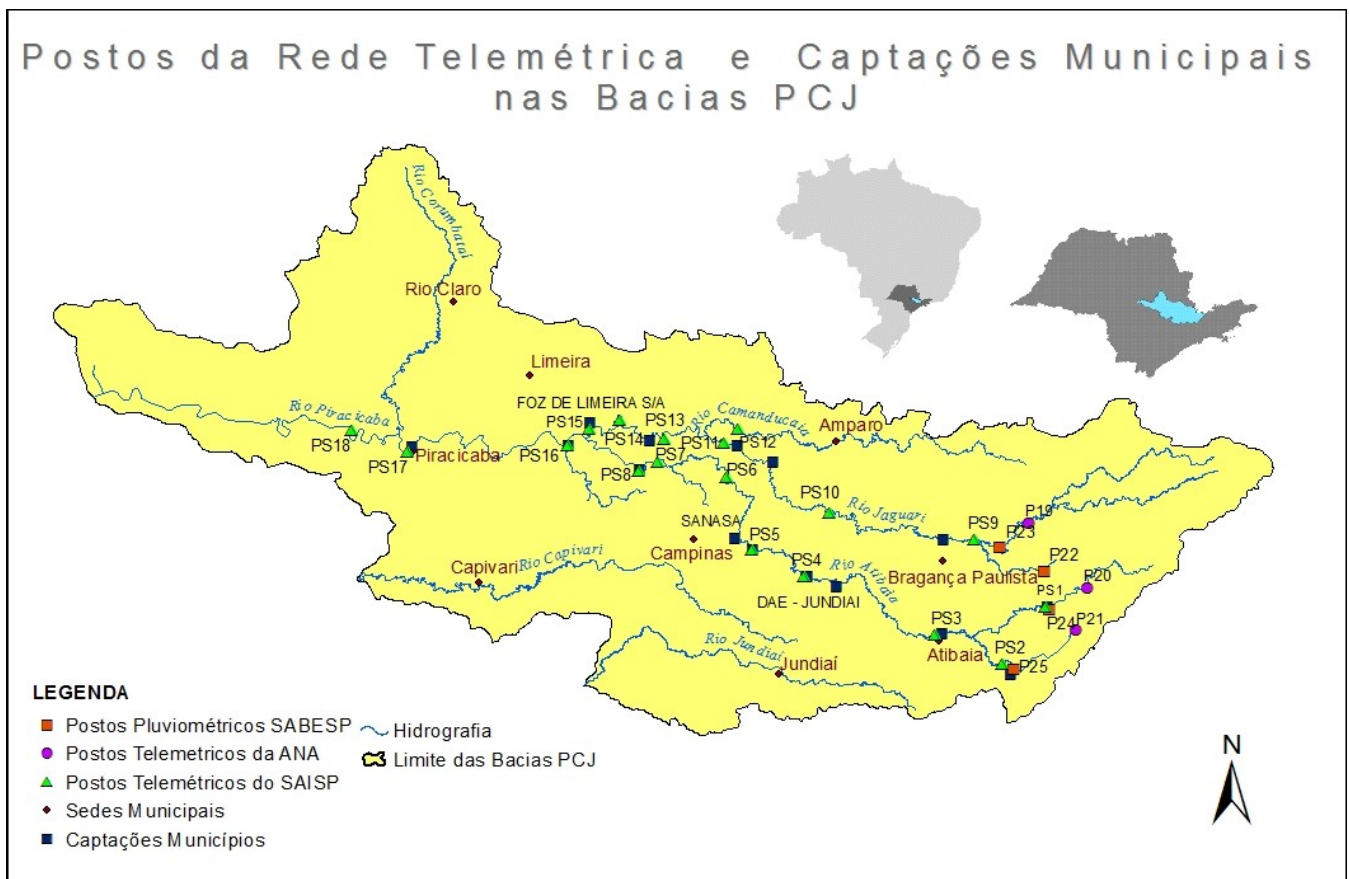 Postos da Rede Telemétrica e Captações Municipais
nas Bacias PCJ
Rio Corumbataí
Rio Claro
Limeira
FOZ DE LIMEIRA S/A
Rio Piracicaba
PS18
PS17
Piracicaba
PS16
PS15
PS14
PS13
Rio Camanducaia
PS11
PS12
Amparo
PS8
PS7
PS6
PS10
Rio Jaguari
PS9
P19
P23
SANASA
PS5
Campinas
Rio Capivari
Capivari
PS4
Rio Atibaia
DAE - JUNDIAI
Bragança Paulista
P22
P20
PS1
P24
P21
PS3
Atibaia
PS2
P25
Rio Jundiaí
Jundiaí
LEGENDA
Postos Pluviométricos SABESP
Postos Telemetricos da ANA
Postos Telemétricos do SAISP
Sedes Municipais
Captações Municípios
Hidrografia
Limite das Bacias PCJ
N